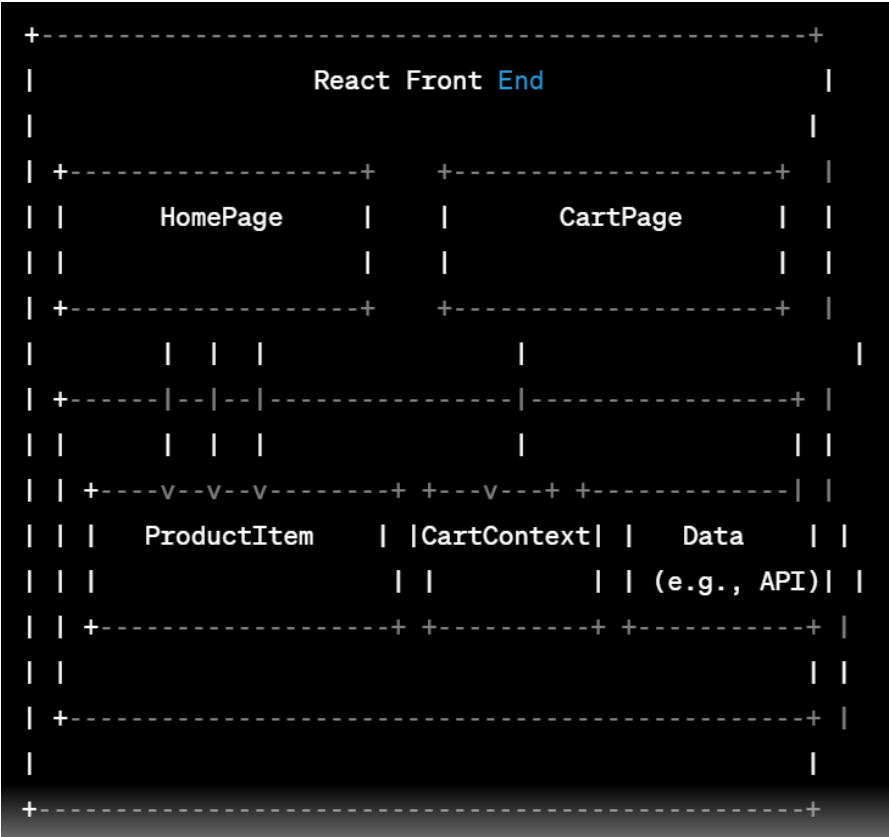 React Front End
HomePage CartPage
v v v v
ProductItem CartContext Data
(e.g., API)